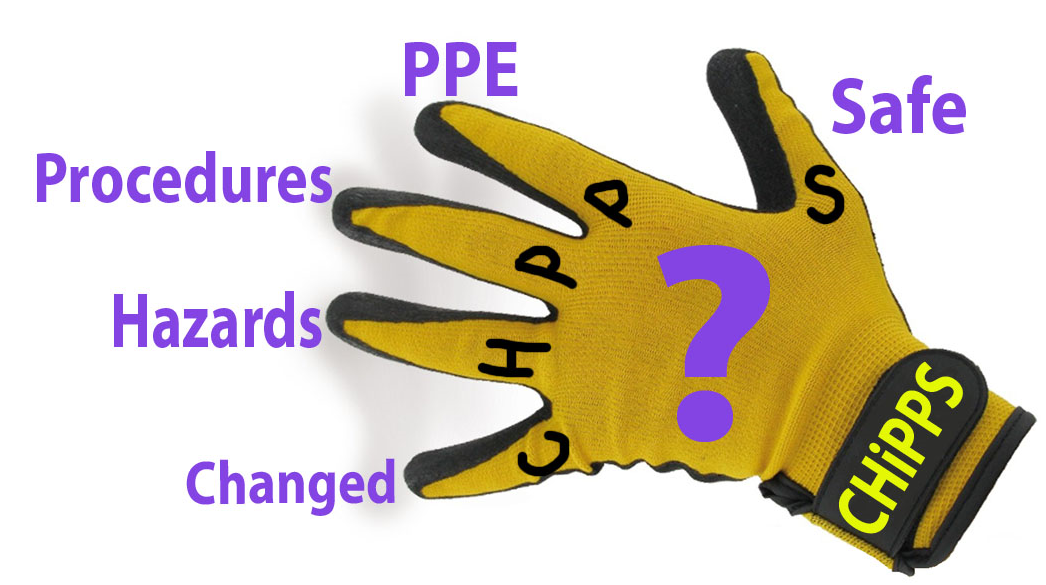 PPE
Safe
Procedures
Hazards
Changed
P
S
P
H
C
?
CHiPPS